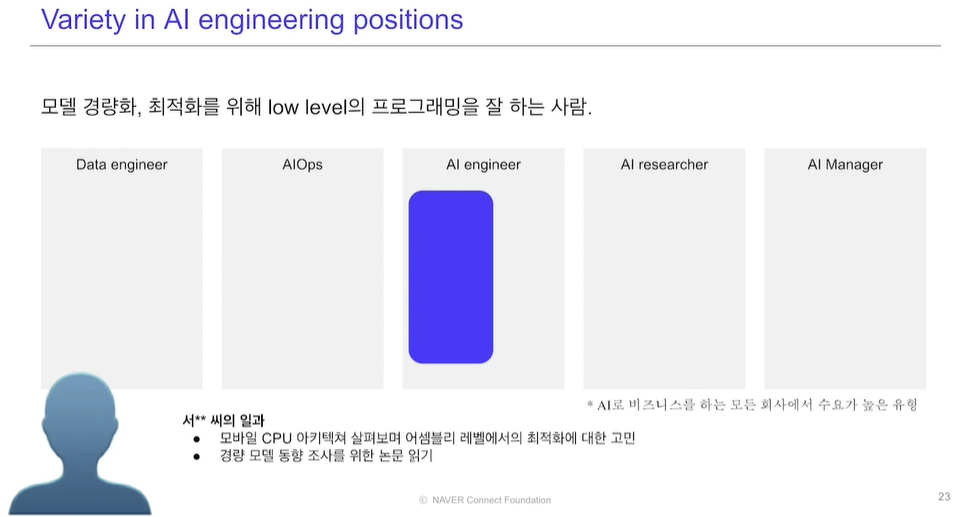 Variety in AI engineering positions
모델 경량화, 최적화를 위해 low level의 프로그래밍을 잘 하는 사람.
Data engineer
AIOps
AI engineer
AI researcher
AI Manager
* AI로 비즈니스를 하는 모든 회사에서 수요가 높은 유형
서** 씨의 일과
● 모바일 CPU 아키텍쳐 살펴보며 어셈블리 레벨에서의 최적화에 대한 고민
● 경량 모델 동향 조사를 위한 논문 읽기
ⓒ NAVER Connect Foundation
23